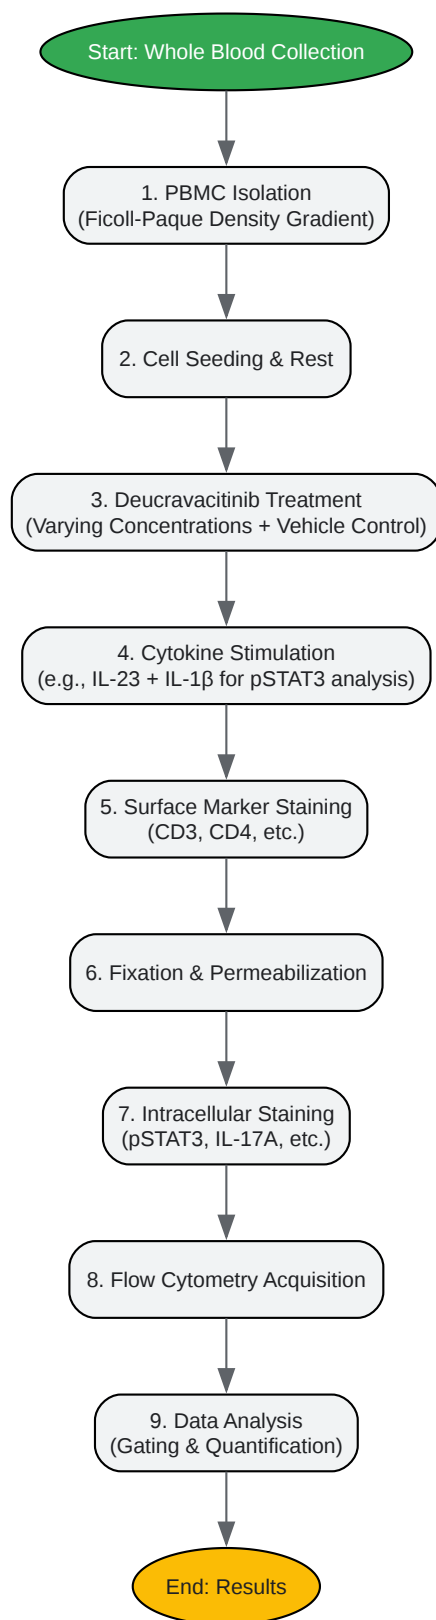 Start: Whole Blood Collection
1. PBMC Isolation
(Ficoll-Paque Density Gradient)
2. Cell Seeding & Rest
3. Deucravacitinib Treatment
(Varying Concentrations + Vehicle Control)
4. Cytokine Stimulation
(e.g., IL-23 + IL-1β for pSTAT3 analysis)
5. Surface Marker Staining
(CD3, CD4, etc.)
6. Fixation & Permeabilization
7. Intracellular Staining
(pSTAT3, IL-17A, etc.)
8. Flow Cytometry Acquisition
9. Data Analysis
(Gating & Quantification)
End: Results